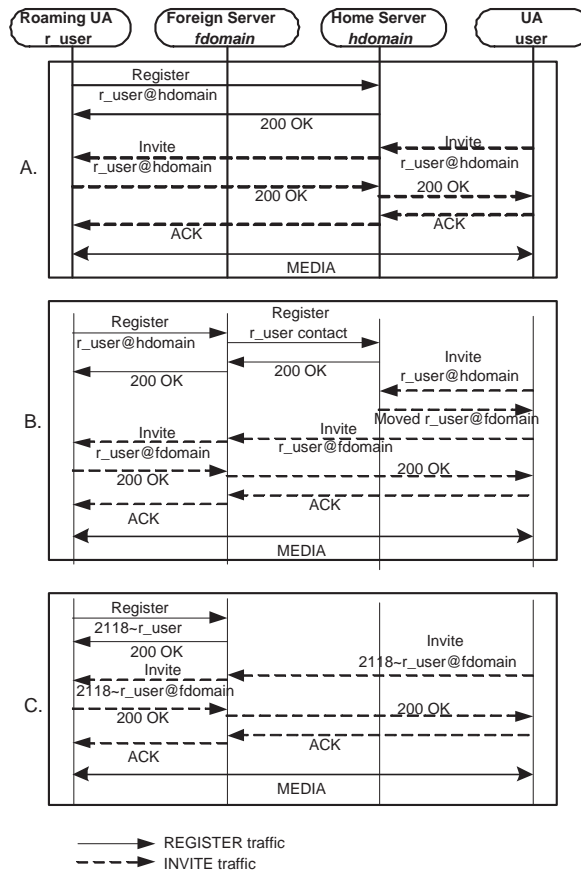 Roaming UA
r_user
Foreign Server
fdomain
Home Server
hdomain
UA
user
A.
Register
r_user@hdomain
200 OK
Invite
r_user@hdomain
Invite
r_user@hdomain
200 OK
200 OK
ACK
ACK
MEDIA
B.
Register
r_user@hdomain
Register
r_user contact
200 OK
200 OK
Invite
r_user@hdomain
Moved r_user@fdomain
Invite
r_user@fdomain
Invite
r_user@fdomain
200 OK
200 OK
ACK
ACK
MEDIA
C.
Register
2118~r_user
200 OK
Invite
2118~r_user@fdomain
Invite
2118~r_user@fdomain
200 OK
200 OK
ACK
ACK
MEDIA
REGISTER traffic
INVITE traffic